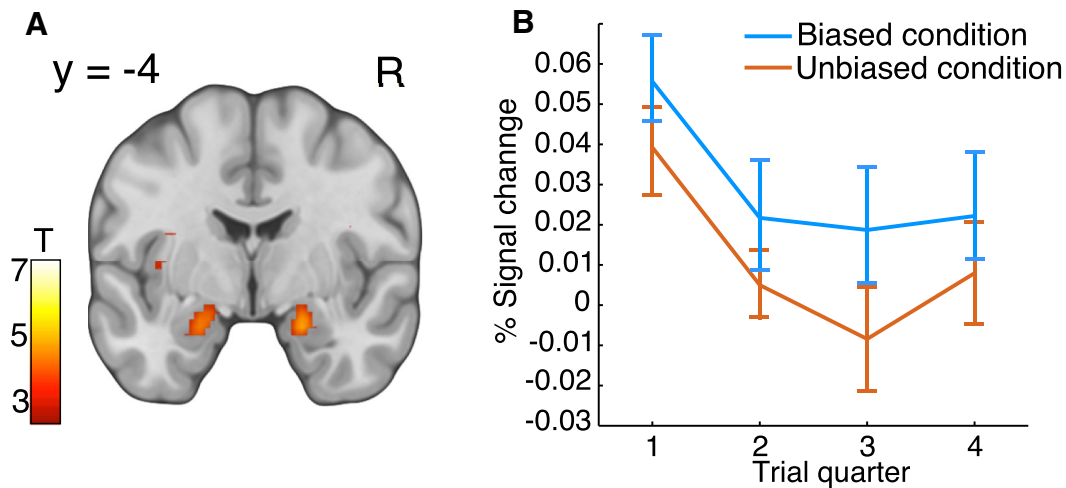 A
y = -4
R
T
7
5
3
B
Biased condition
Unbiased condition
% Signal channge
0.06
0.05
0.04
0.03
0.02
0.01
0
-0.01
-0.02
-0.03
1
2
3
4
Trial quarter